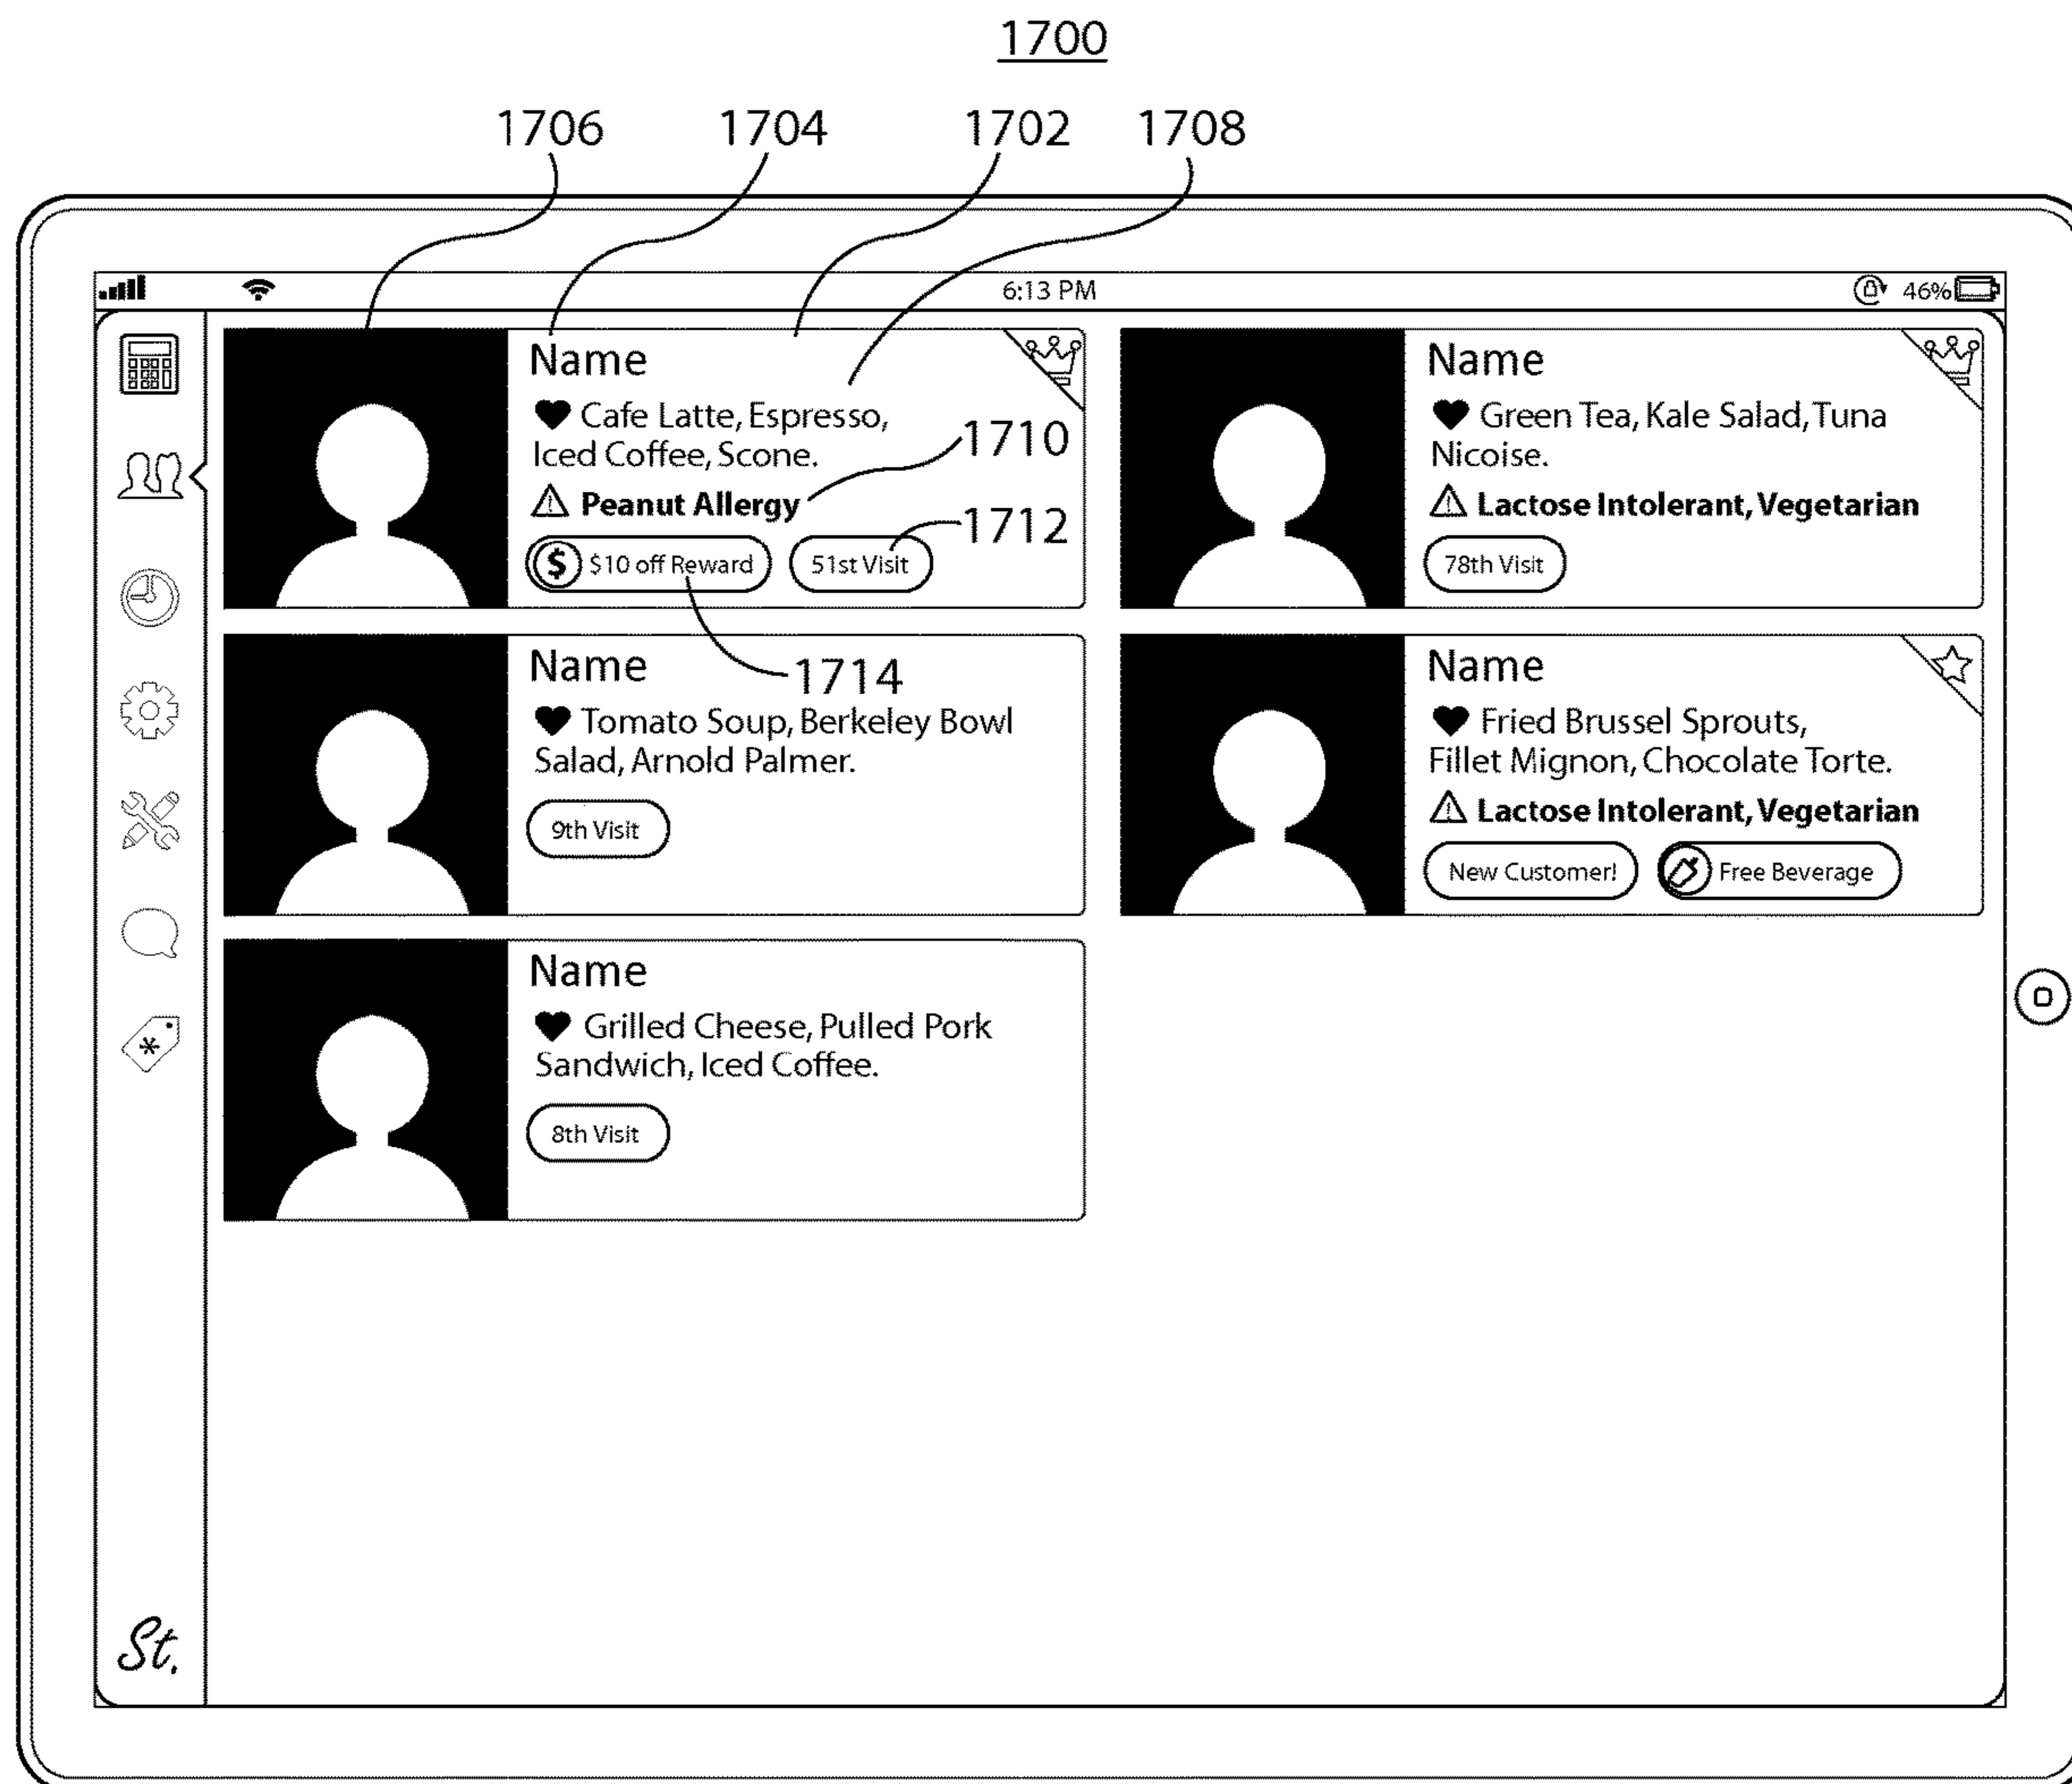 1700
1706 1704 1702 1708
6:13 PM 46%
Name
Cafe Latte, Espresso,
Iced Coffee, Scone.
1710
Peanut Allergy
1712
$ $10 off Reward 51st Visit
1714
Name
Green Tea, Kale Salad, Tuna
Nicoise.
Lactose Intolerant, Vegetarian
78th Visit
Name
Tomato Soup, Berkeley Bowl
Salad, Arnold Palmer.
9th Visit
Name
Fried Brussel Sprouts,
Fillet Mignon, Chocolate Torte.
Lactose Intolerant, Vegetarian
New Customer! Free Beverage
Name
Grilled Cheese, Pulled Pork
Sandwich, Iced Coffee.
8th Visit
St.